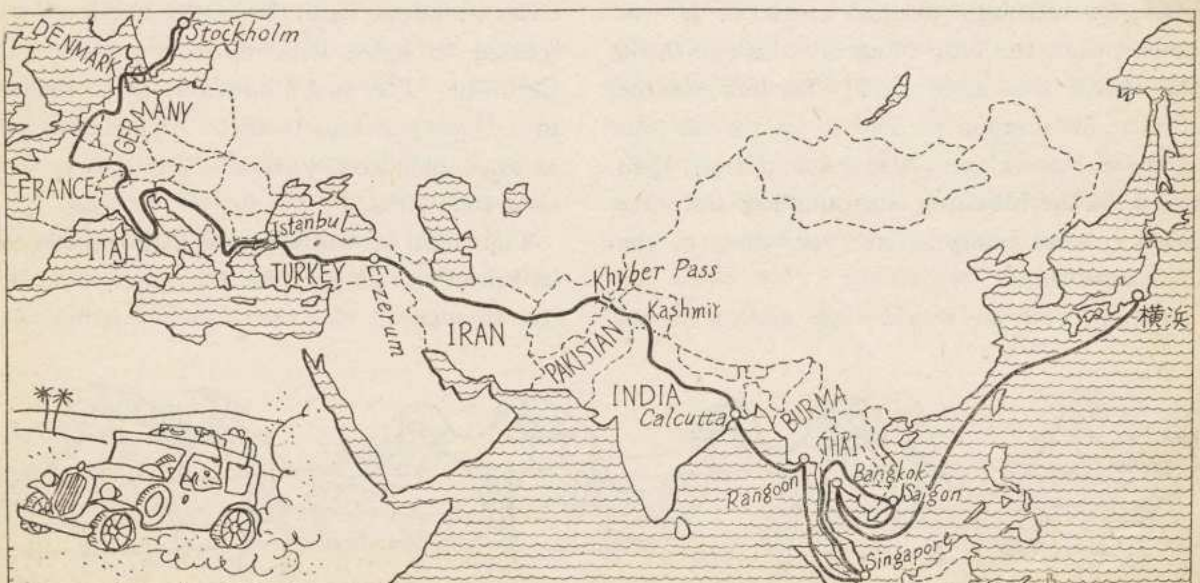 Stockholm
DENMARK
GERMANY
FRANCE
ITALY
Istanbul
TURKEY
Erzerum
IRAN
Khyber Pass
Kashmir
PAKISTAN
INDIA
Calcutta
BURMA
THAI
Rangoon
Bangkok
Saigon
Singapore
横浜